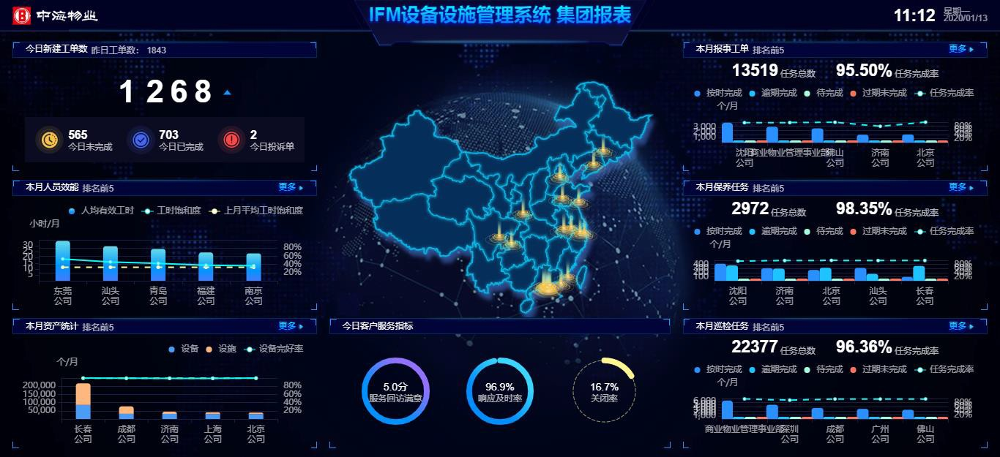 中海物业
IFM设备设施管理系统 集团报表
11:12 星期一 2020/01/13
今日新建工单数 昨日工单数: 1843
1268
565
今日未完成
703
今日已完成
2
今日投诉单
本月人员效能 排名前5 更多
人均有效工时 工时饱和度 上月平均工时饱和度
小时/月
30
25
20
15
10
5
80%
60%
40%
20%
东莞公司 汕头公司 青岛公司 福建公司 南京公司
本月资产统计 排名前5 更多
设备 设施 设备完好率
个/月
200,000
150,000
100,000
50,000
80%
60%
40%
20%
长春公司 成都公司 济南公司 上海公司 北京公司
今日客户服务指标
5.0分
服务回访满意
96.9%
响应及时率
16.7%
关闭率
本月报事工单 排名前5 更多
13519 任务总数 95.50% 任务完成率
按时完成 逾期完成 待完成 过期未完成 任务完成率
个/月
3,000
1,000
80%
60%
40%
20%
沈阳公司 商业物业管理事业部 佛山公司 济南公司 北京公司
本月保养任务 排名前5 更多
2972 任务总数 98.35% 任务完成率
按时完成 逾期完成 待完成 过期未完成 任务完成率
个/月
400
300
200
100
80%
60%
40%
20%
沈阳公司 济南公司 北京公司 汕头公司 长春公司
本月巡检任务 排名前5 更多
22377 任务总数 96.36% 任务完成率
按时完成 逾期完成 待完成 过期未完成 任务完成率
个/月
5,000
1,000
80%
60%
40%
20%
商业物业管理事业部 深圳公司 成都公司 广州公司 佛山公司